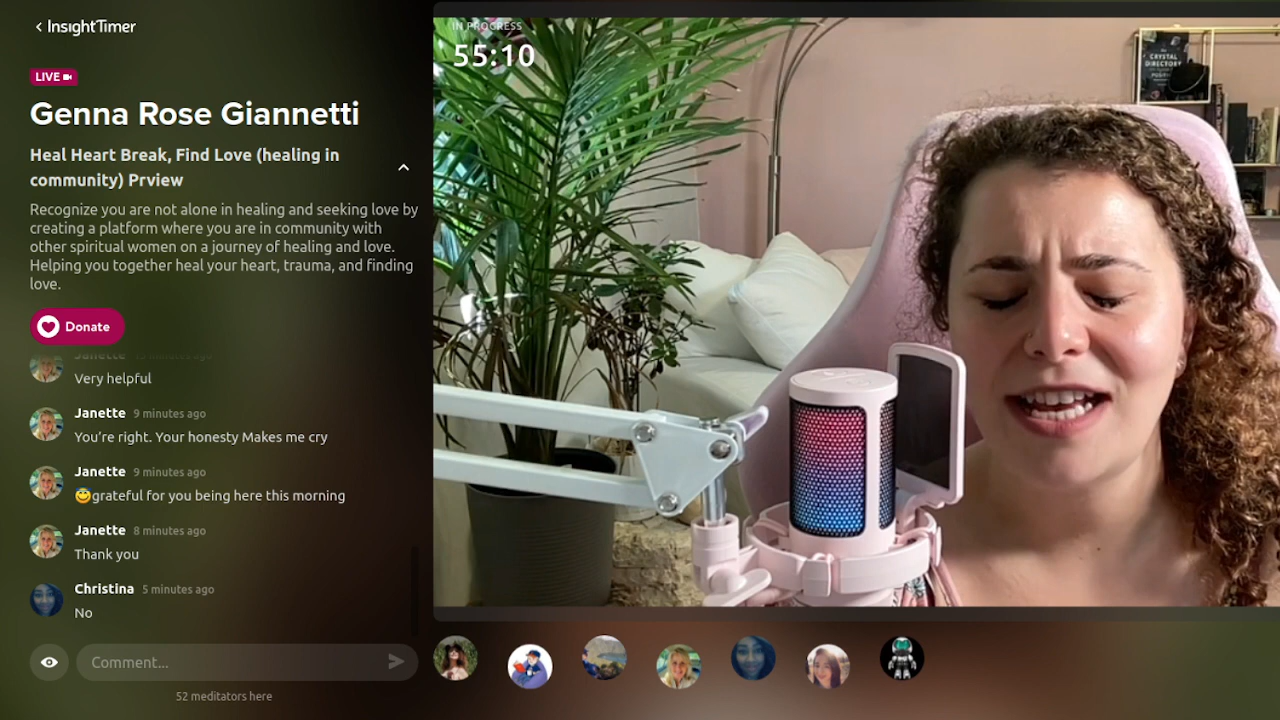 InsightTimer
LIVE
Genna Rose Giannetti
Heal Heart Break, Find Love (healing in
community) Prview
Recognize you are not alone in healing and seeking love by
creating a platform where you are in community with
other spiritual women on a journey of healing and love.
Helping you together heal your heart, trauma, and finding
love.
Donate
Janette
Very helpful
Janette 9 minutes ago
You're right. Your honesty Makes me cry
Janette 9 minutes ago
😇grateful for you being here this morning
Janette 8 minutes ago
Thank you
Christina 5 minutes ago
No
Comment...
52 meditators here
IN PROGRESS
55:10
CRYSTAL
DIRECTORY